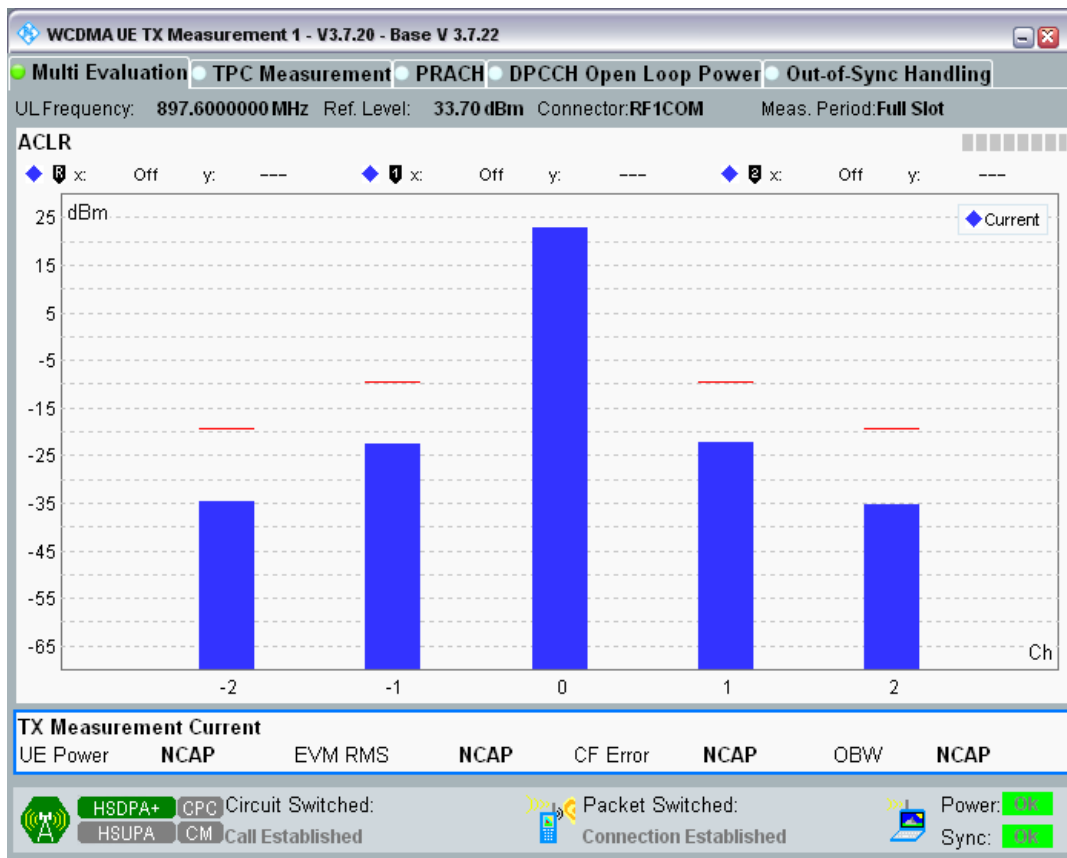 WCDMA UE TX Measurement 1 - V3.7.20 - Base V 3.7.22
Multi Evaluation TPC Measurement PRACH DPCCH Open Loop Power Out-of-Sync Handling
UL Frequency: 897.6000000 MHz Ref. Level: 33.70 dBm Connector:RF1COM Meas. Period:Full Slot
ACLR
R x: Off y: --- 1 x: Off y: --- 2 x: Off y: ---
dBm
Current
25
15
5
-5
-15
-25
-35
-45
-55
-65
Ch
-2 -1 0 1 2
TX Measurement Current
UE Power NCAP EVM RMS NCAP CF Error NCAP OBW NCAP
HSDPA+ CPC Circuit Switched: Packet Switched: Power: Ok
HSUPA CM Call Established Connection Established Sync: Ok